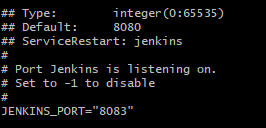 ## Type:        integer(0:65535)
## Default:     8080
## ServiceRestart: jenkins
#
# Port Jenkins is listening on.
# Set to -1 to disable
#
JENKINS_PORT="8083"